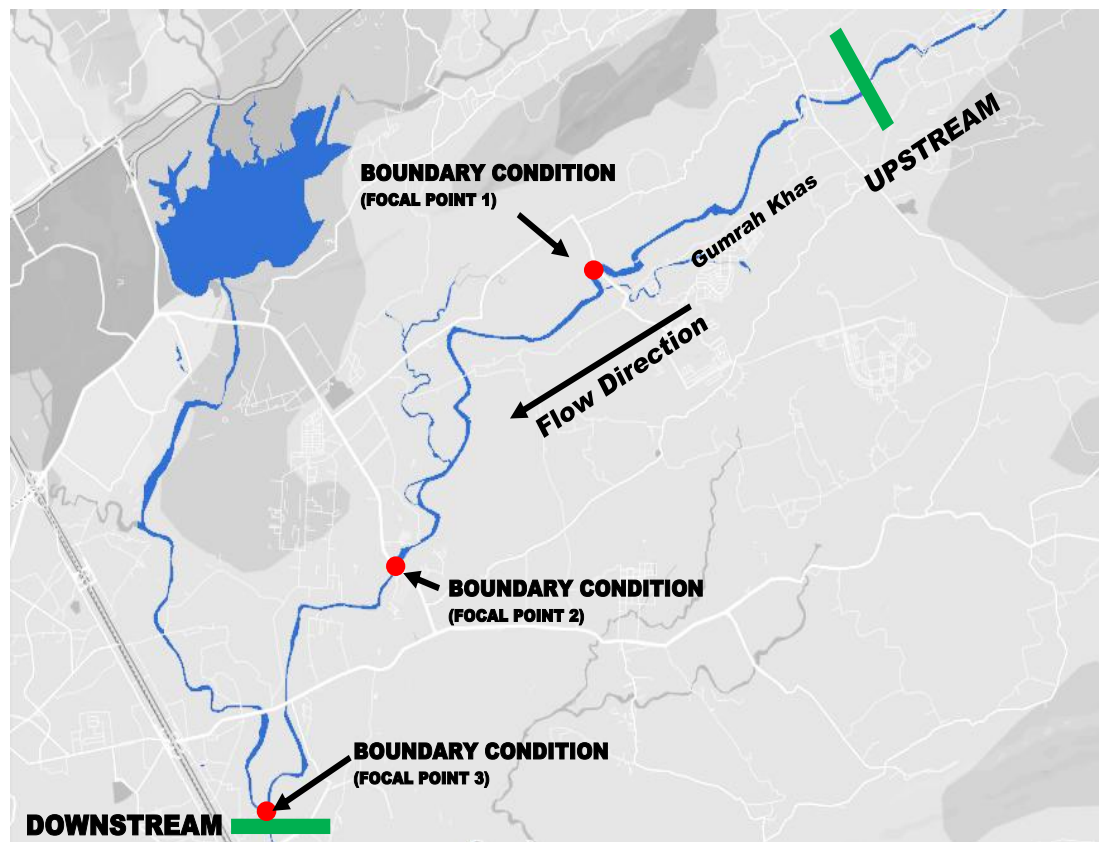 BOUNDARY CONDITION
(FOCAL POINT 1)
UPSTREAM
Gumrah Khas
Flow Direction
BOUNDARY CONDITION
(FOCAL POINT 2)
BOUNDARY CONDITION
(FOCAL POINT 3)
DOWNSTREAM